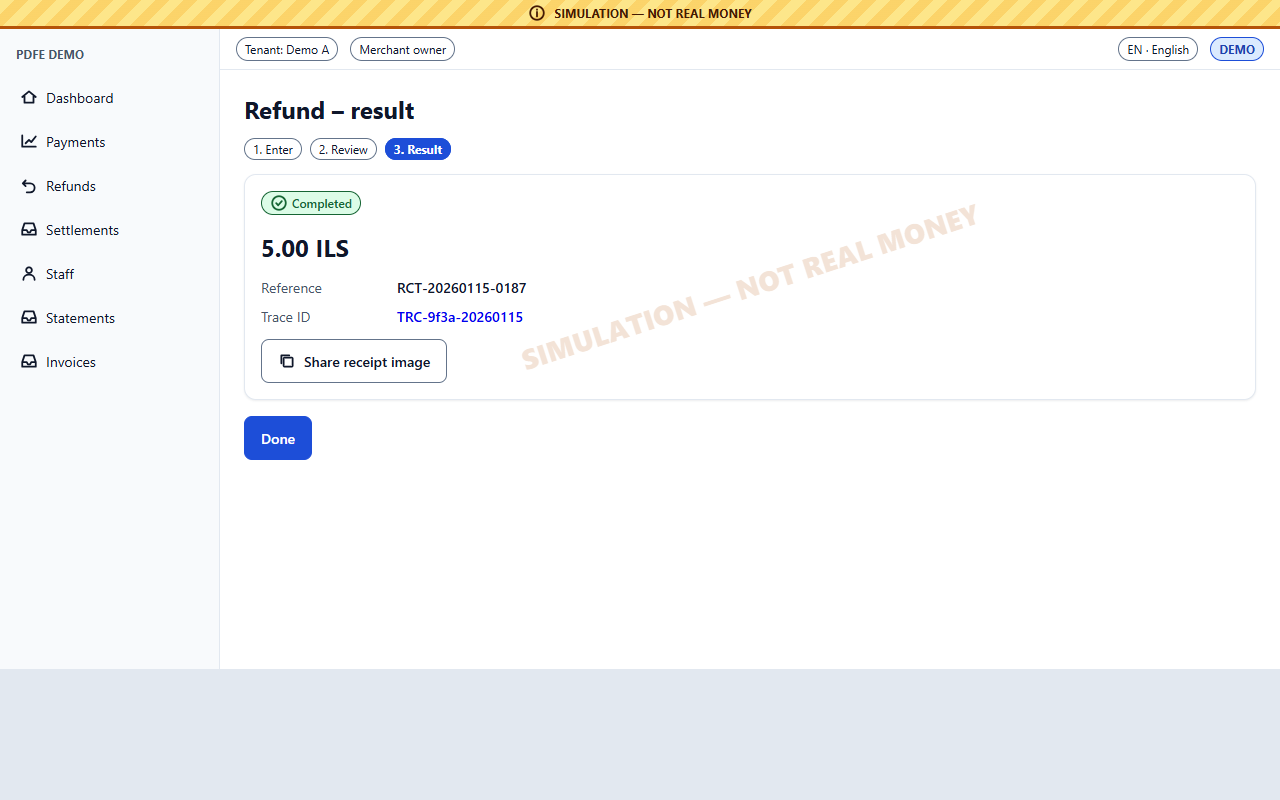 SIMULATION — NOT REAL MONEY
PDFE DEMO
Tenant: Demo A
Merchant owner
EN · English
DEMO
Dashboard
Payments
Refunds
Settlements
Staff
Statements
Invoices
Refund – result
1. Enter
2. Review
3. Result
Completed
5.00 ILS
Reference RCT-20260115-0187
Trace ID TRC-9f3a-20260115
Share receipt image
SIMULATION — NOT REAL MONEY
Done